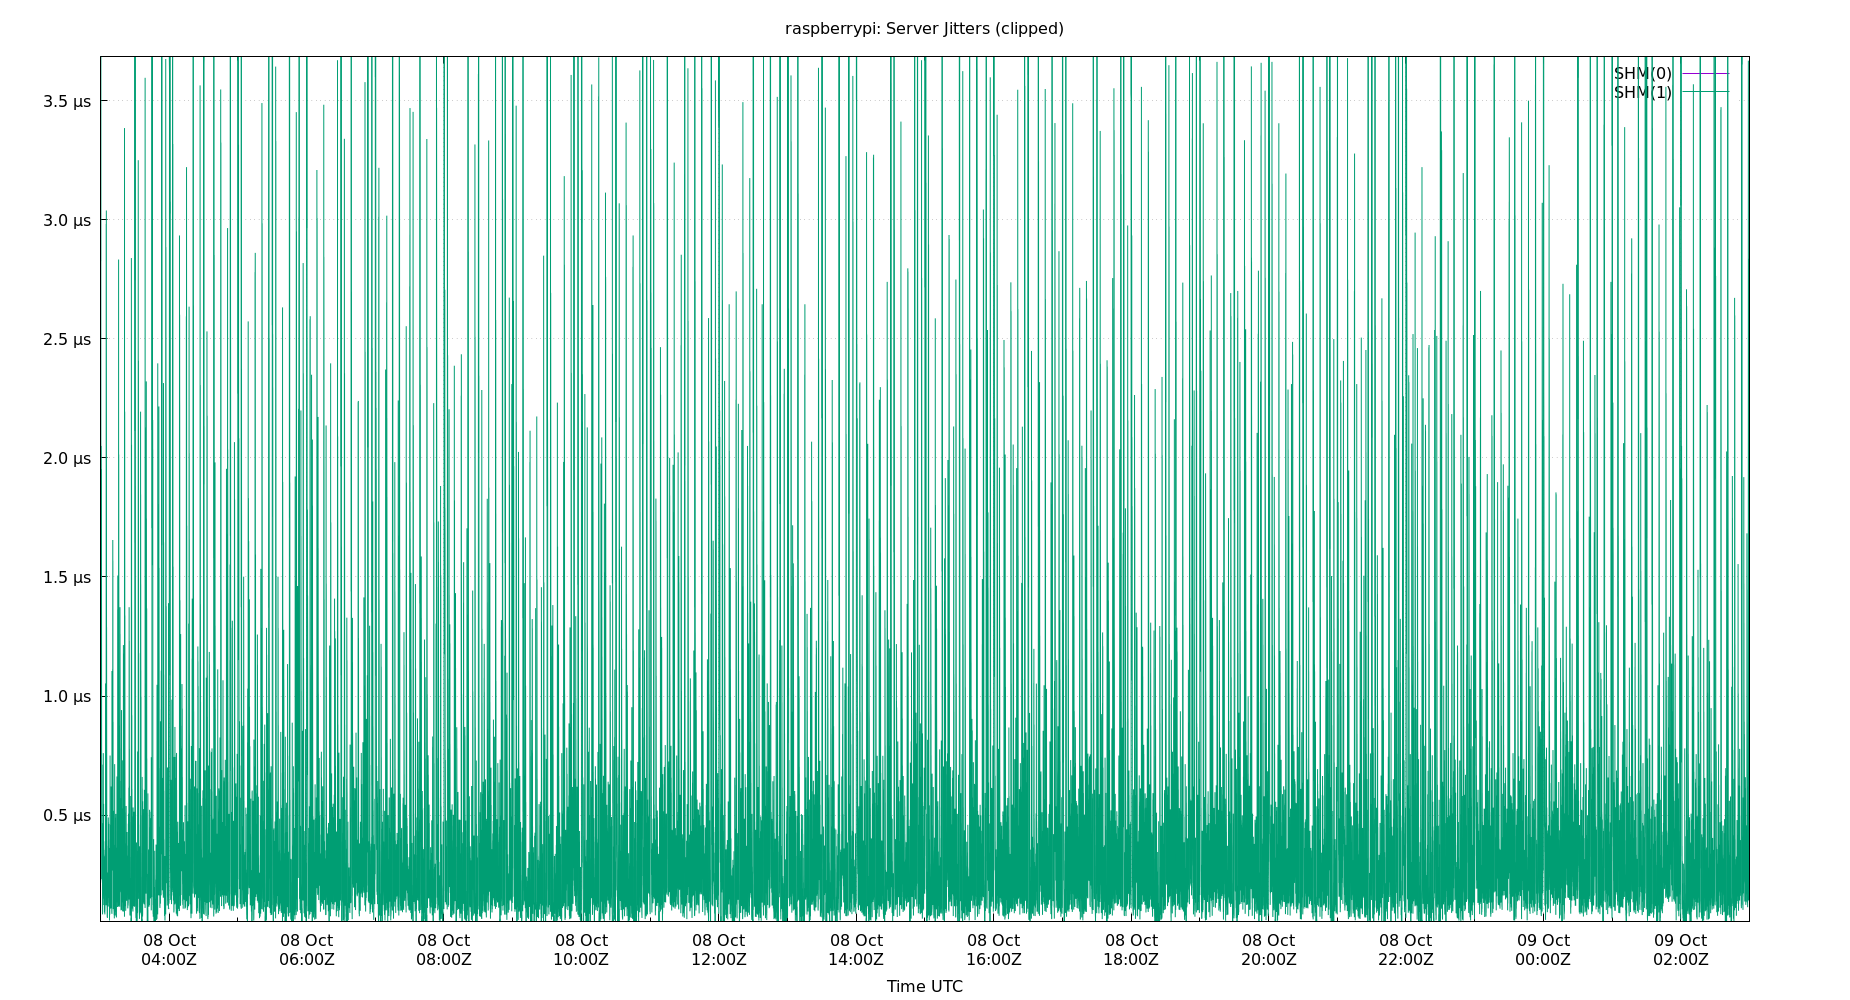 raspberrypi: Server Jitters (clipped)
SHM(0)
SHM(1)
3.5 µs
3.0 µs
2.5 µs
2.0 µs
1.5 µs
1.0 µs
0.5 µs
08 Oct 08 Oct 08 Oct 08 Oct 08 Oct 08 Oct 08 Oct 08 Oct 08 Oct 08 Oct 09 Oct 09 Oct
04:00Z 06:00Z 08:00Z 10:00Z 12:00Z 14:00Z 16:00Z 18:00Z 20:00Z 22:00Z 00:00Z 02:00Z
Time UTC